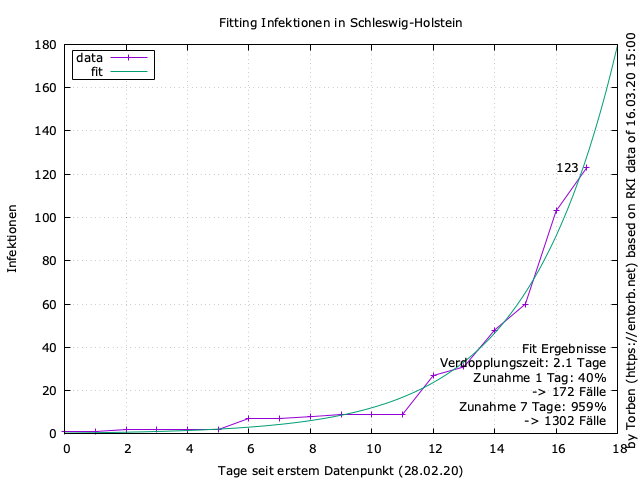 Fitting Infektionen in Schleswig-Holstein
data
fit
180
160
140
120
100
80
60
40
20
0
Infektionen
123
Fit Ergebnisse
Verdopplungszeit: 2.1 Tage
Zunahme 1 Tag: 40%
-> 172 Fälle
Zunahme 7 Tage: 959%
-> 1302 Fälle
0 2 4 6 8 10 12 14 16 18
Tage seit erstem Datenpunkt (28.02.20)
by Torben (https://entorb.net) based on RKI data of 16.03.20 15:00